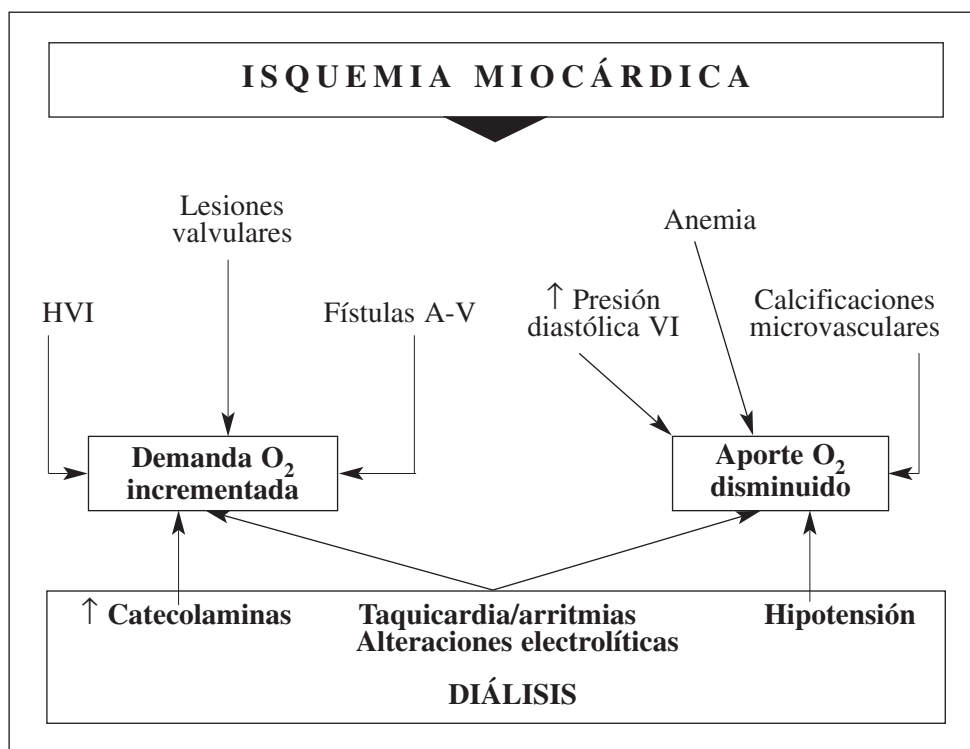 ISQUEMIA MIOCÁRDICA
Lesiones
valvulares
Anemia
HVI
Fístulas A-V
↑ Presión
diastólica VI
Calcificaciones
microvasculares
Demanda O₂
incrementada
Aporte O₂
disminuido
↑ Catecolaminas
Taquicardia/arritmias
Alteraciones electrolíticas
Hipotensión
DIÁLISIS